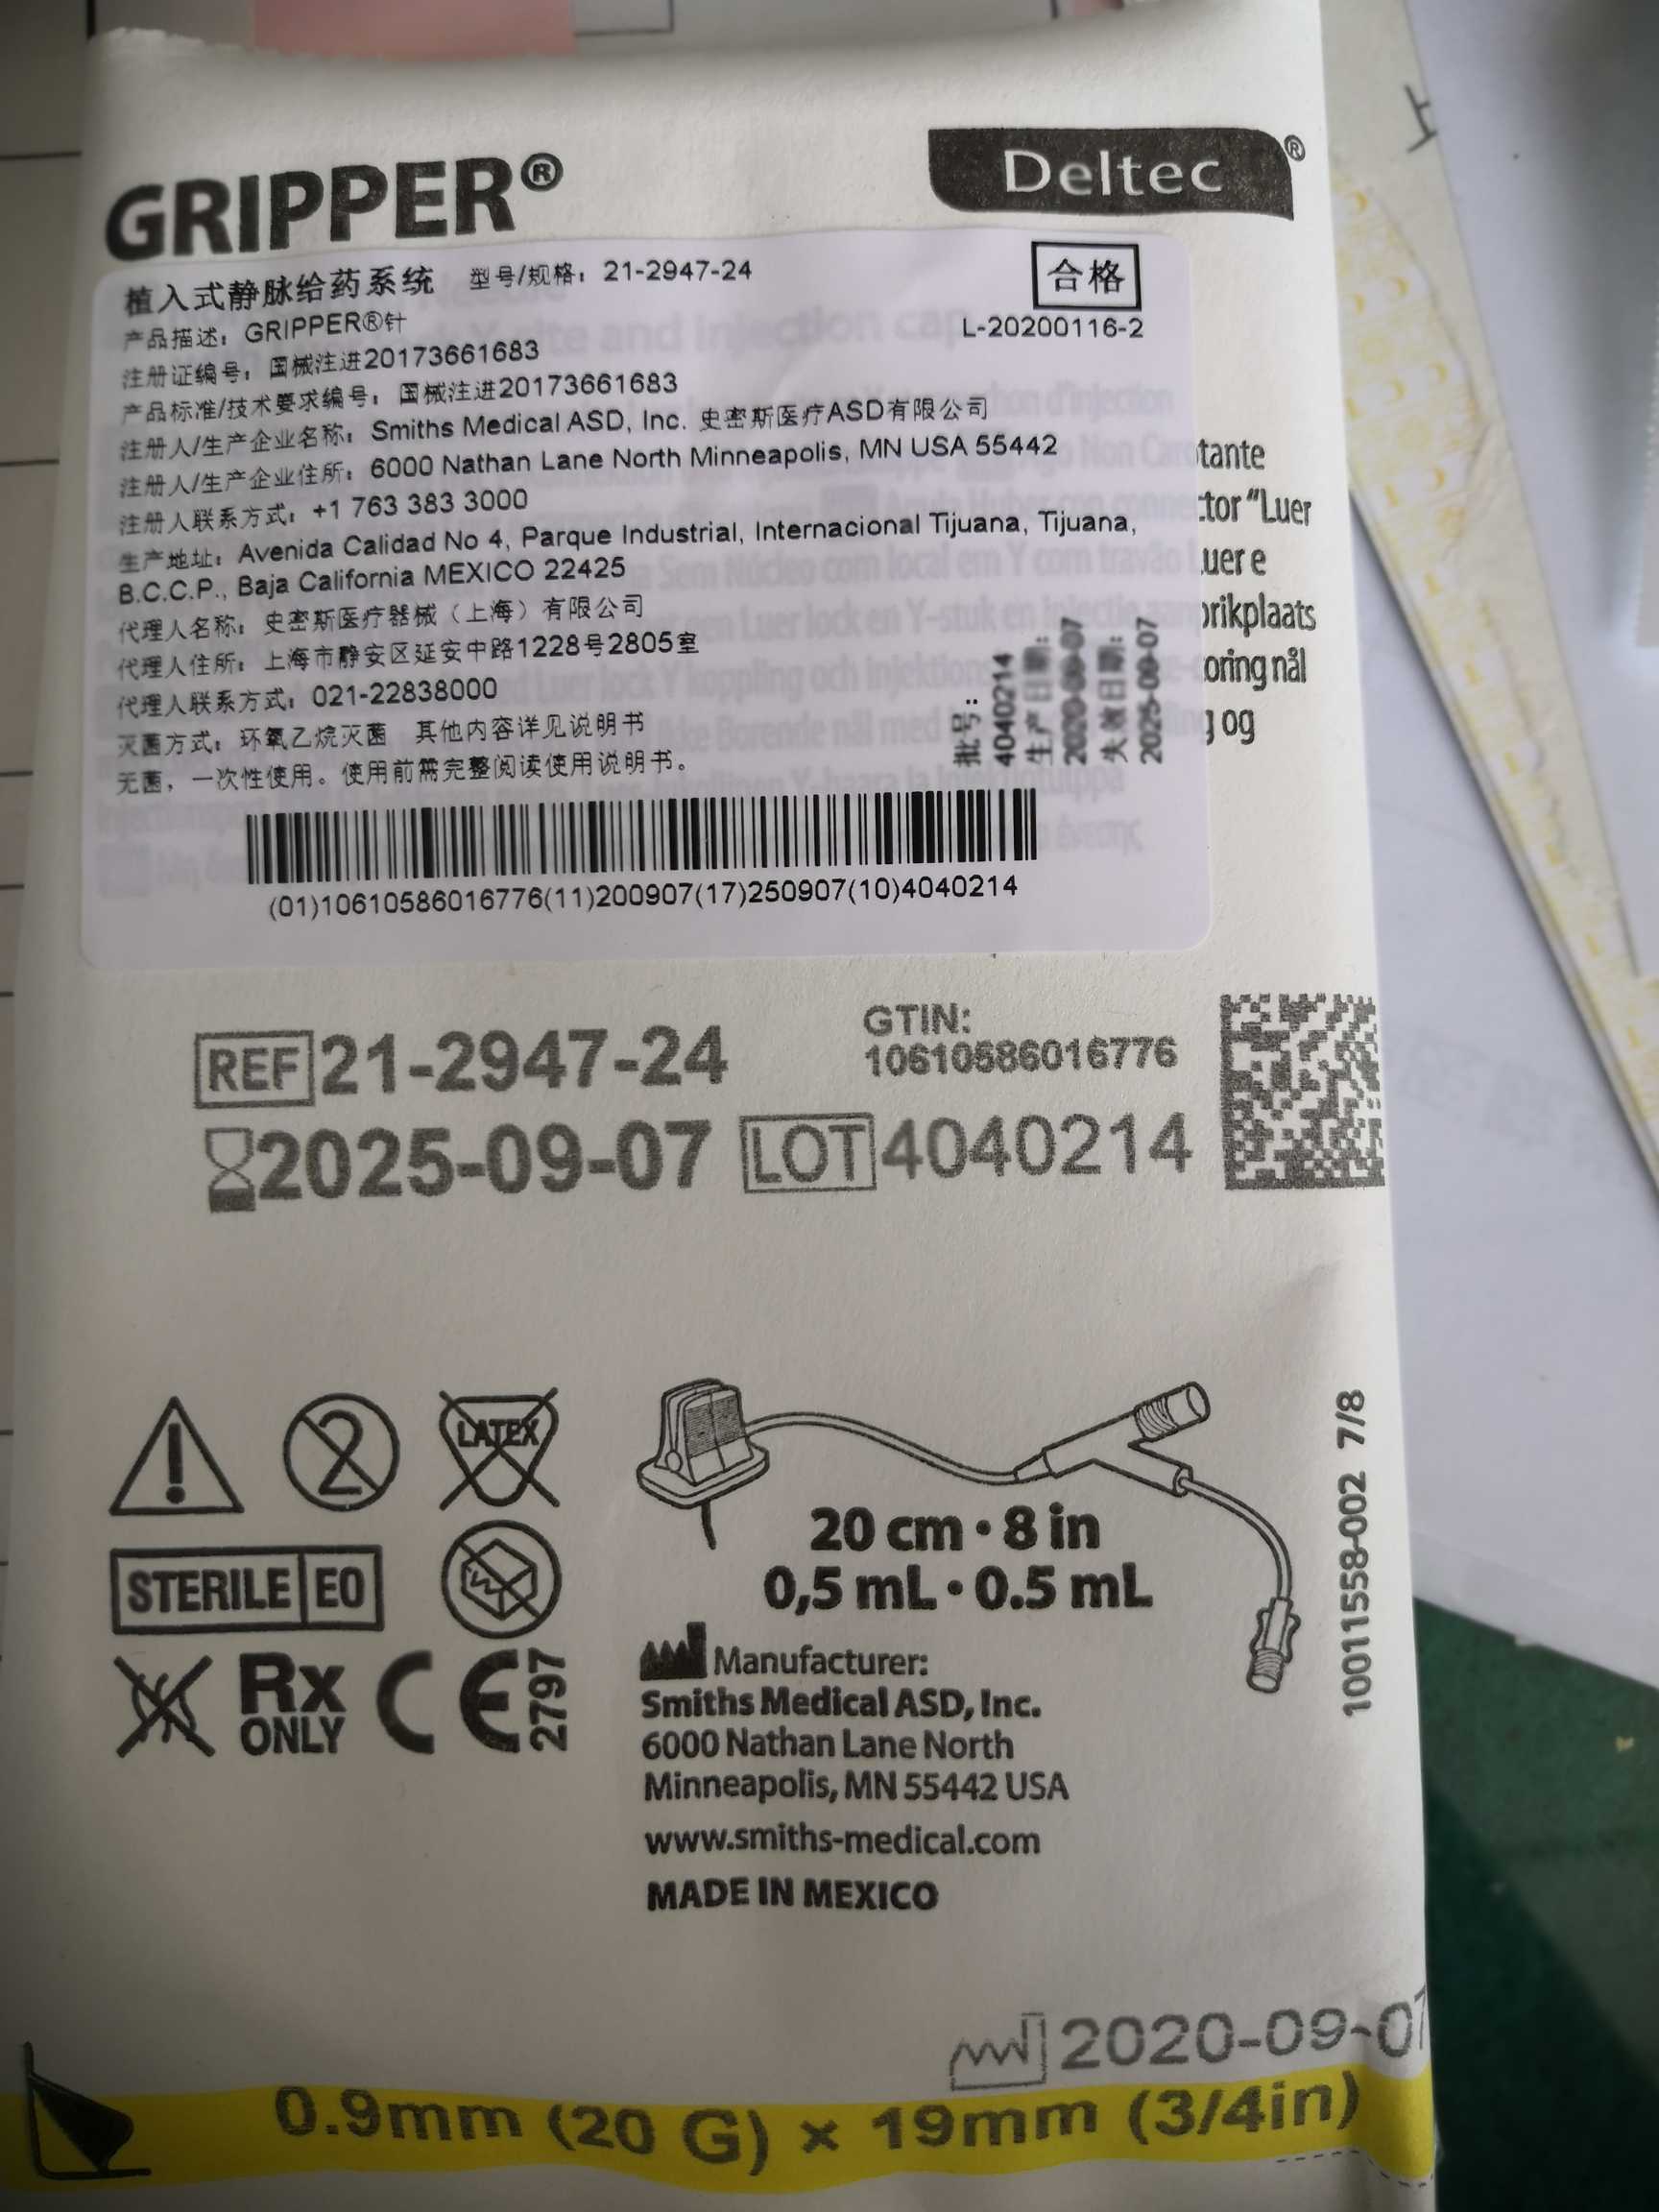 GRIPPER®
Deltec®
植入式静脉给药系统 型号/规格：21-2947-24
合格
产品描述：GRIPPER®针
L-20200116-2
注册证编号：国械注进20173661683
产品标准/技术要求编号：国械注进20173661683
注册人/生产企业名称：Smiths Medical ASD, Inc. 史密斯医疗ASD有限公司
注册人/生产企业住所：6000 Nathan Lane North Minneapolis, MN USA 55442
注册人联系方式：+1 763 383 3000
生产地址：Avenida Calidad No 4, Parque Industrial, Internacional Tijuana, Tijuana,
B.C.C.P., Baja California MEXICO 22425
代理人名称：史密斯医疗器械（上海）有限公司
代理人住所：上海市静安区延安中路1228号2805室
代理人联系方式：021-22838000
灭菌方式：环氧乙烷灭菌 其他内容详见说明书
无菌，一次性使用。使用前需完整阅读使用说明书。
批号：
4040214
生产日期：
2020-09-07
失效日期：
2025-09-07
(01)10610586016776(11)200907(17)250907(10)4040214
tante
ctor “Luer
uer e
prikplaats
oring nål
g og
REF 21-2947-24
GTIN:
10610586016776
2025-09-07 LOT 4040214
2
LATEX
STERILE EO
Rx
ONLY
CE
2797
20 cm • 8 in
0,5 mL • 0.5 mL
Manufacturer:
Smiths Medical ASD, Inc.
6000 Nathan Lane North
Minneapolis, MN 55442 USA
www.smiths-medical.com
MADE IN MEXICO
10011558-002 7/8
2020-09-07
0.9mm (20 G) × 19mm (3/4in)